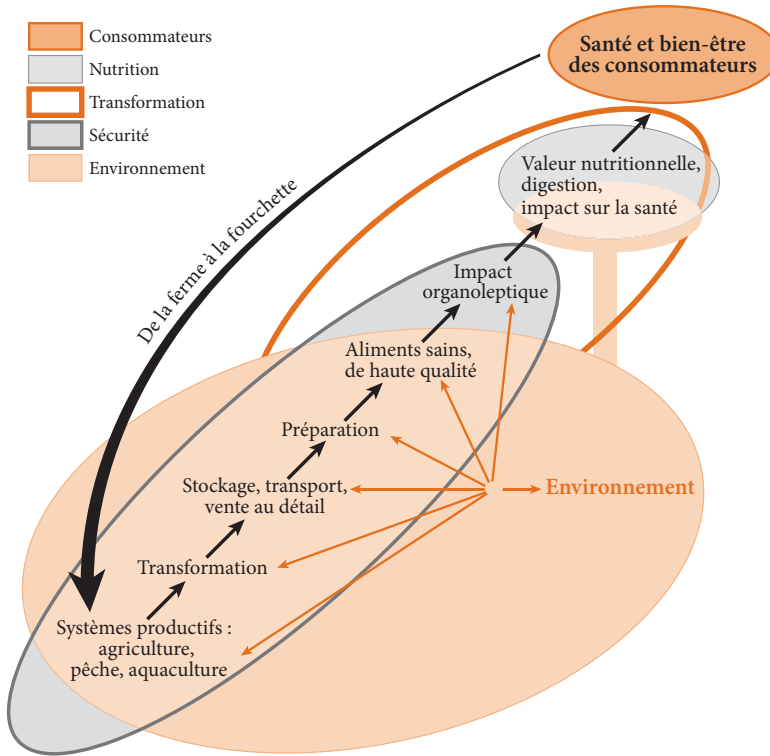 Consommateurs
Nutrition
Transformation
Sécurité
Environnement
Santé et bien-être
des consommateurs
De la ferme à la fourchette
Valeur nutritionnelle,
digestion,
impact sur la santé
Impact
organoleptique
Aliments sains,
de haute qualité
Préparation
Stockage, transport,
vente au détail
Environnement
Transformation
Systèmes productifs :
agriculture,
pêche, aquaculture